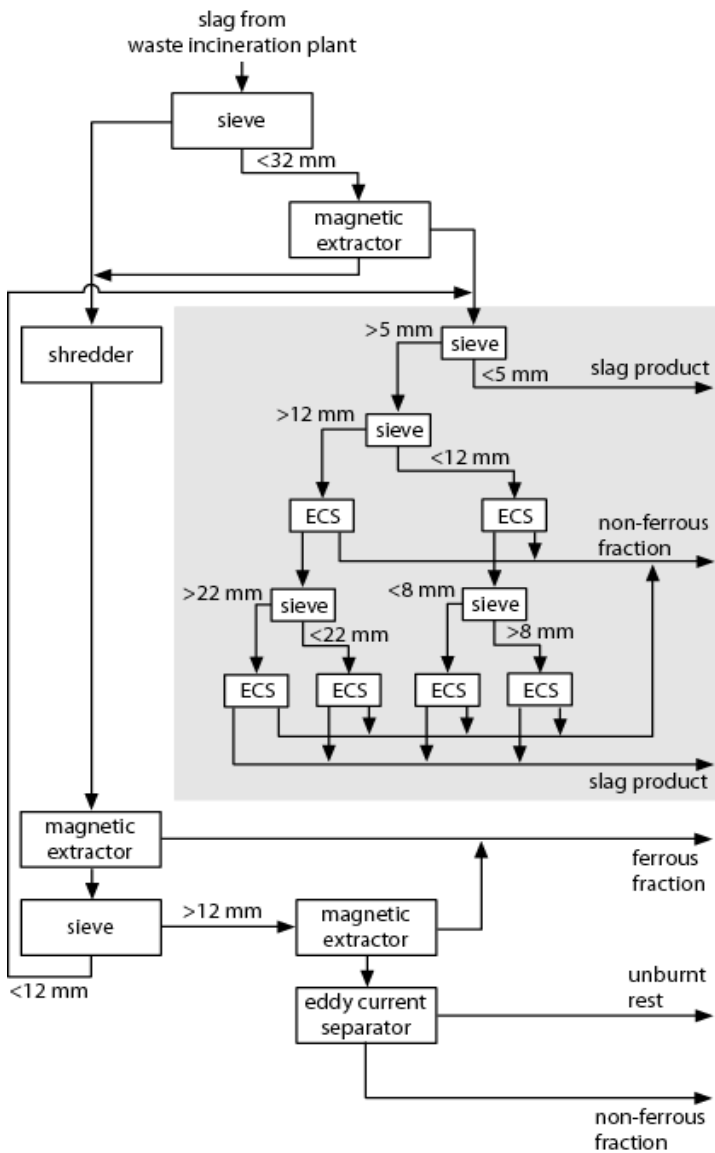 slag from
waste incineration plant
sieve
<32 mm
magnetic
extractor
shredder
>5 mm
sieve
<5 mm
slag product
>12 mm
sieve
<12 mm
ECS
ECS
non-ferrous
fraction
>22 mm
sieve
<22 mm
<8 mm
sieve
>8 mm
ECS
ECS
ECS
ECS
slag product
magnetic
extractor
ferrous
fraction
sieve
>12 mm
magnetic
extractor
<12 mm
eddy current
separator
unburnt
rest
non-ferrous
fraction